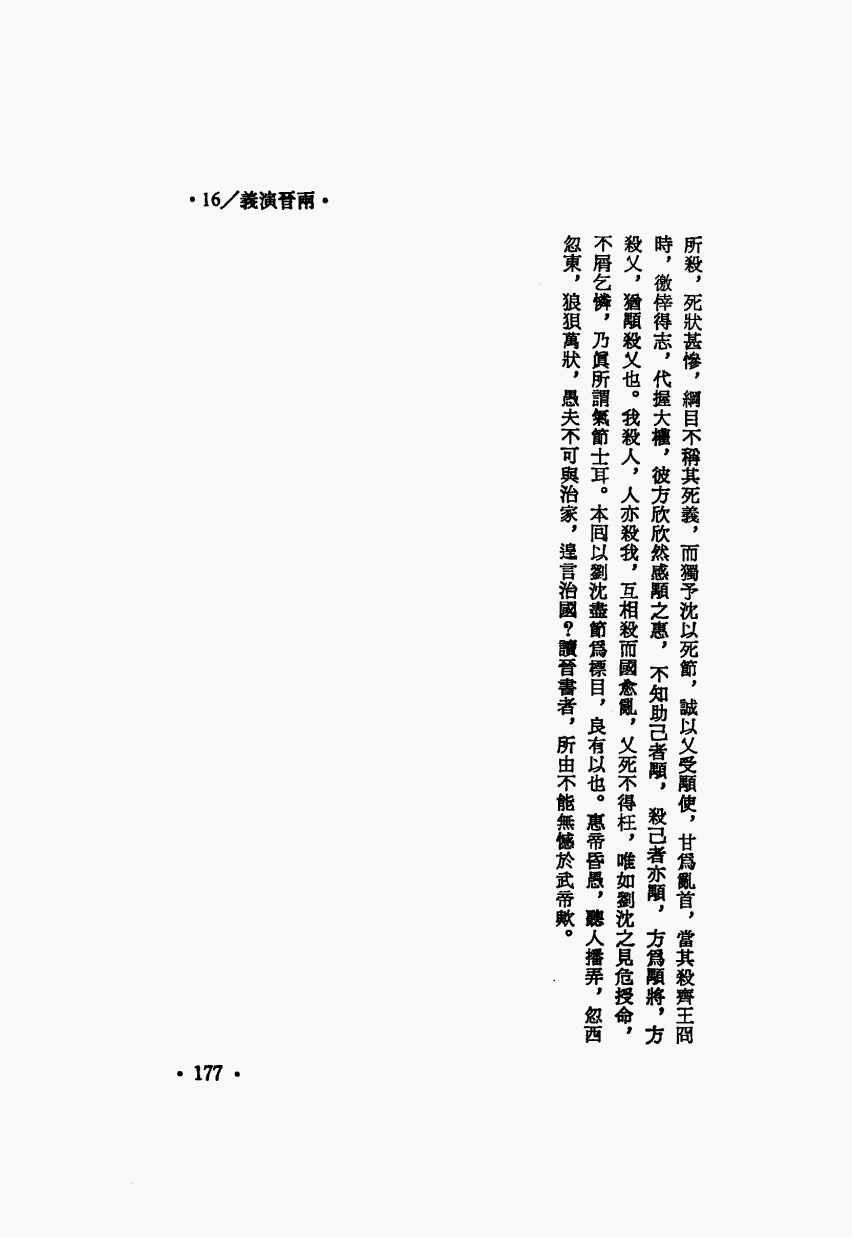 •16／義演晉兩•
所殺，死狀甚慘，綱目不稱其死義，而獨予沈以死節，誠以乂受顒使，甘爲亂首，當其殺齊王冏
時，徼倖得志，代握大權，彼方欣欣然感顒之惠，不知助己者顒，殺己者亦顒，方爲顒將，方
殺乂，猶顒殺乂也。我殺人，人亦殺我，互相殺而國愈亂，乂死不得枉，唯如劉沈之見危授命，
不屑乞憐，乃眞所謂氣節士耳。本囘以劉沈盡節爲標目，良有以也。惠帝昏愚，聽人播弄，忽西
忽東，狼狽萬狀，愚夫不可與治家，遑言治國？讀晉書者，所由不能無憾於武帝歟。
•177•